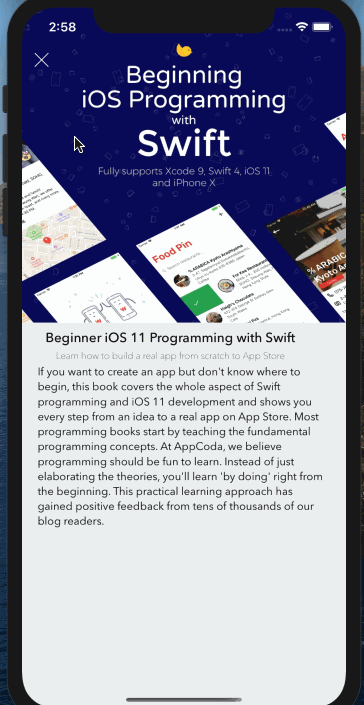 2:58
Beginning
iOS Programming
with
Swift
Fully supports Xcode 9, Swift 4, iOS 11
and iPhone X
Food Pin
Beginner iOS 11 Programming with Swift
Learn how to build a real app from scratch to App Store
If you want to create an app but don't know where to
begin, this book covers the whole aspect of Swift
programming and iOS 11 development and shows you
every step from an idea to a real app on App Store. Most
programming books start by teaching the fundamental
programming concepts. At AppCoda, we believe
programming should be fun to learn. Instead of just
elaborating the theories, you'll learn 'by doing' right from
the beginning. This practical learning approach has
gained positive feedback from tens of thousands of our
blog readers.